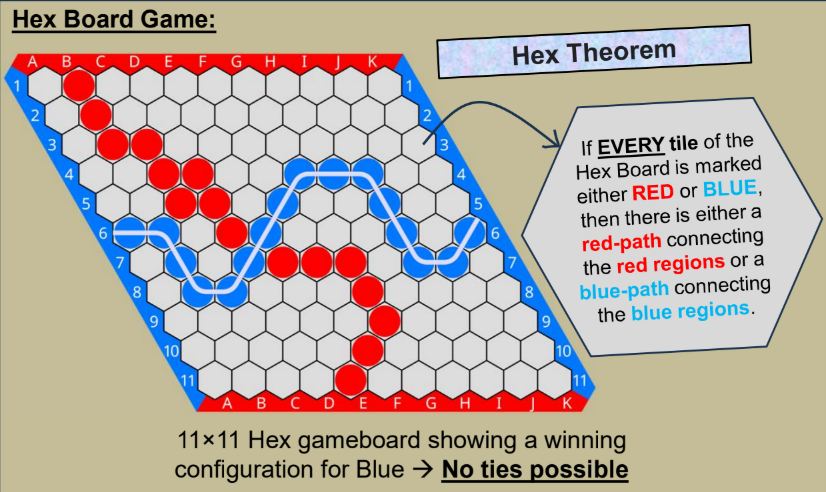 Hex Board Game:
Hex Theorem
A B C D E F G H I J K
1 1
2 2
3 3
4 4
5 5
6 6
7 7
8 8
9 9
10 10
11 11
A B C D E F G H I J K
If EVERY tile of the
Hex Board is marked
either RED or BLUE,
then there is either a
red-path connecting
the red regions or a
blue-path connecting
the blue regions.
11×11 Hex gameboard showing a winning
configuration for Blue → No ties possible